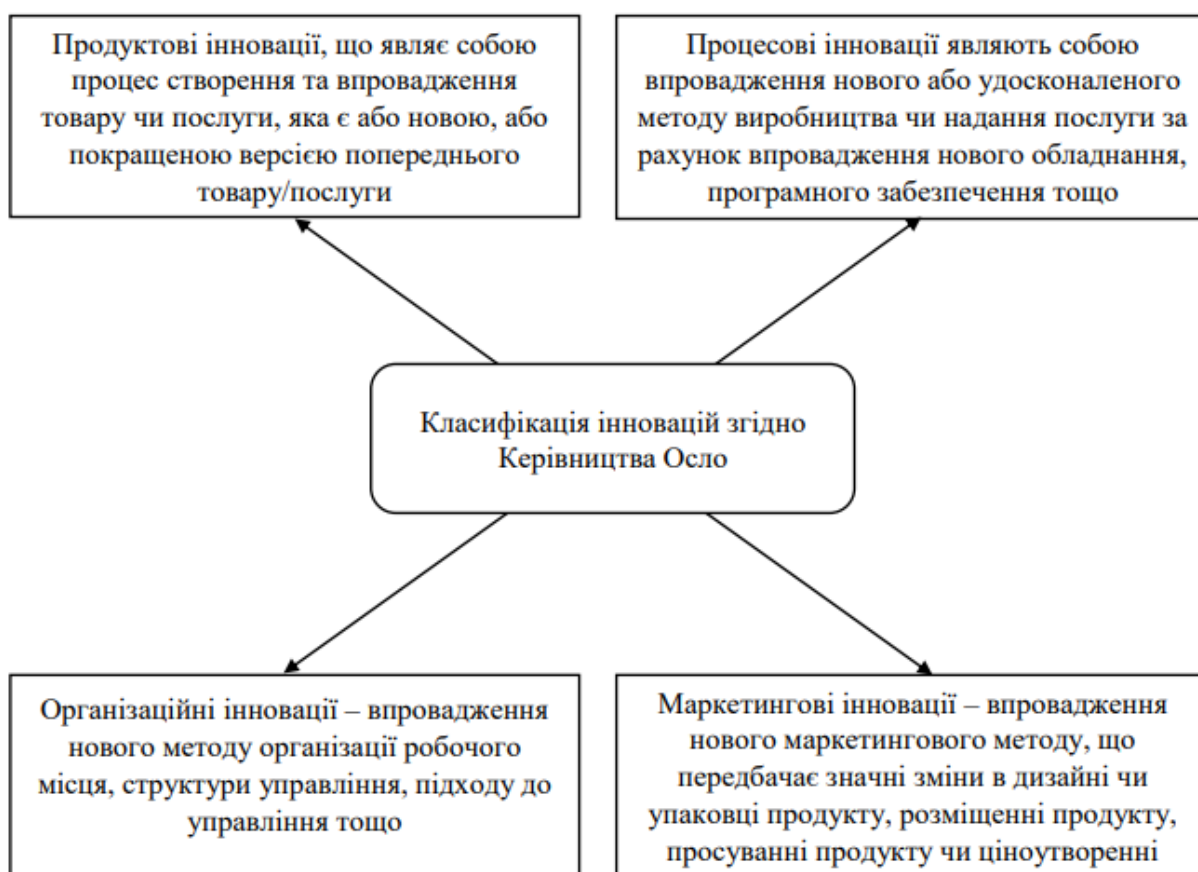 Продуктові інновації, що являє собою
процес створення та впровадження
товару чи послуги, яка є або новою, або
покращеною версією попереднього
товару/послуги
Процесові інновації являють собою
впровадження нового або удосконаленого
методу виробництва чи надання послуги за
рахунок впровадження нового обладнання,
програмного забезпечення тощо
Класифікація інновацій згідно
Керівництва Осло
Організаційні інновації – впровадження
нового методу організації робочого
місця, структури управління, підходу до
управління тощо
Маркетингові інновації – впровадження
нового маркетингового методу, що
передбачає значні зміни в дизайні чи
упаковці продукту, розміщенні продукту,
просуванні продукту чи ціноутворенні